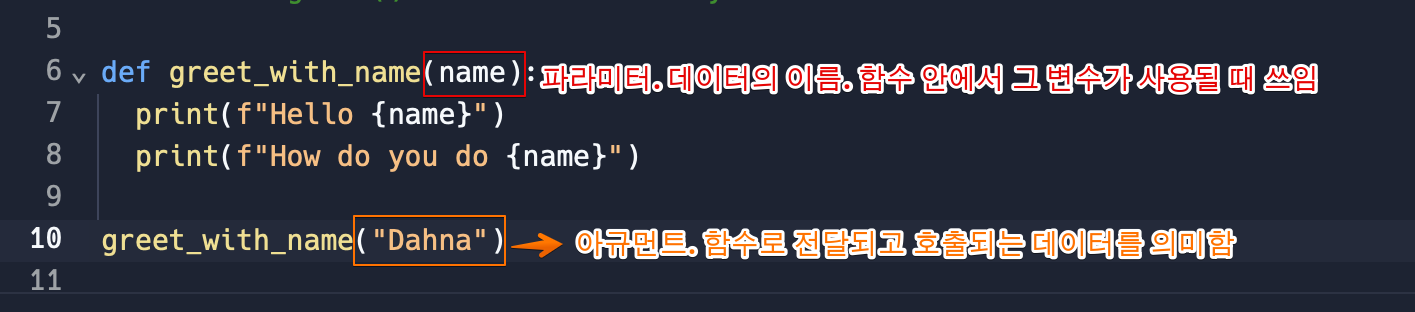 5
6 def greet_with_name(name): 파라미터. 데이터의 이름. 함수 안에서 그 변수가 사용될 때 쓰임
7 print(f"Hello {name}")
8 print(f"How do you do {name}")
9
10 greet_with_name("Dahna") 아규먼트. 함수로 전달되고 호출되는 데이터를 의미함
11